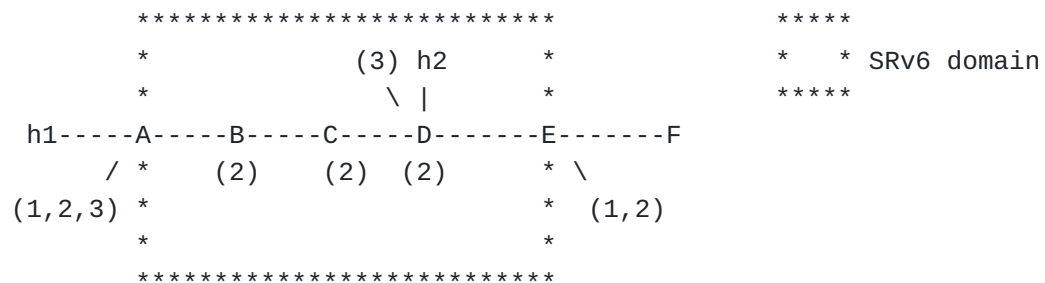 ***************************          *****
*             (3) h2      *          *   * SRv6 domain
*                \ |      *          *****
h1-----A-----B-----C-----D-------E-------F
/ *    (2)    (2)  (2)        * \
(1,2,3) *                          *  (1,2)
*                          *
***************************